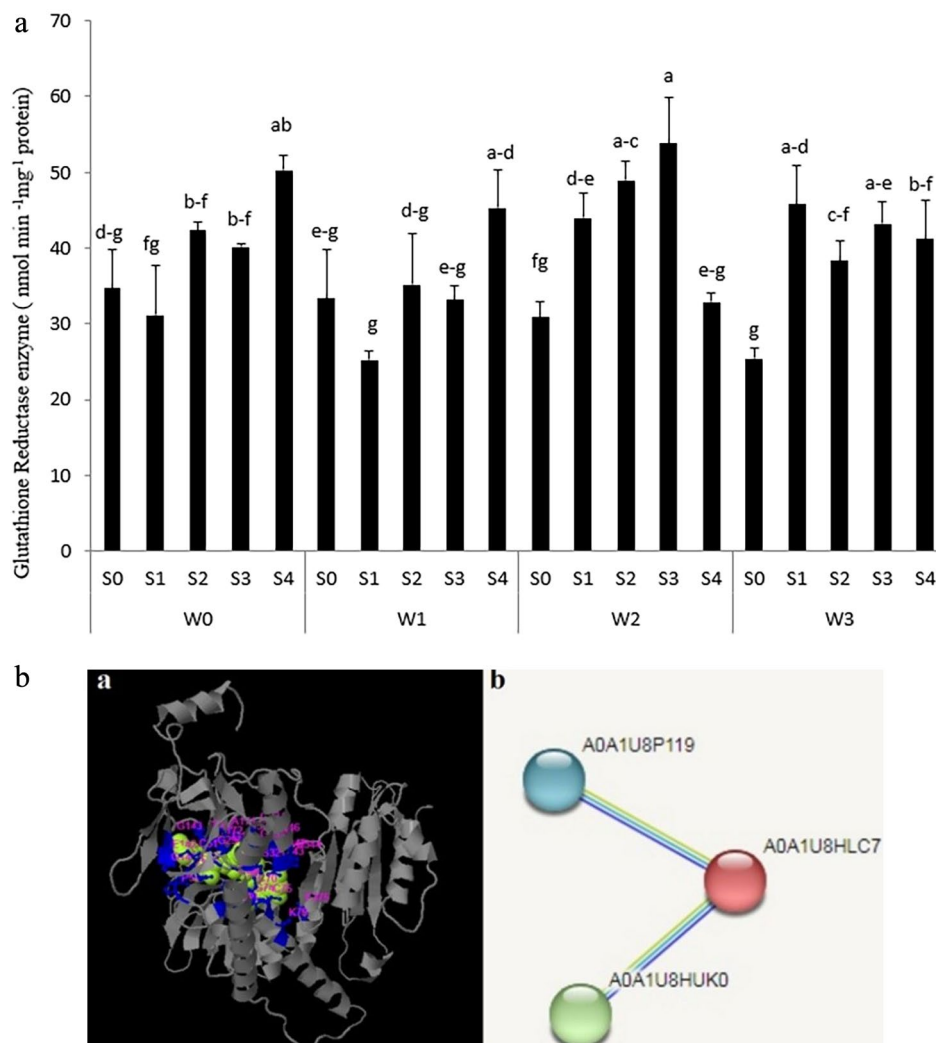 a
Glutathione Reductase enzyme ( nmol min -¹mg-¹ protein)
70
60
50
40
30
20
10
0
d-g
fg
b-f
b-f
ab
e-g
g
d-g
e-g
a-d
fg
d-e
a-c
a
e-g
g
a-d
c-f
a-e
b-f
S0 S1 S2 S3 S4 S0 S1 S2 S3 S4 S0 S1 S2 S3 S4 S0 S1 S2 S3 S4
W0 W1 W2 W3
b
a
b
A0A1U8P119
A0A1U8HLC7
A0A1U8HUK0